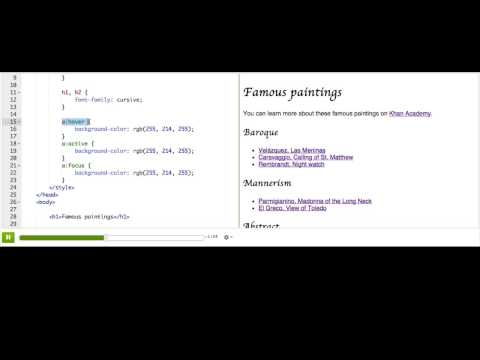 9
10 }
11 h1, h2 {
12 font-family: cursive;
13 }
14
15 a:hover {
16 background-color: rgb(255, 214, 255);
17 }
18 a:active {
19 background-color: rgb(255, 214, 255);
20 }
21 a:focus {
22 background-color: rgb(255, 214, 255);
23 }
24 </style>
25 </head>
26 <body>
27
28 <h1>Famous paintings</h1>
29
Famous paintings
You can learn more about these famous paintings on Khan Academy.
Baroque
Velázquez, Las Meninas
Caravaggio, Calling of St. Matthew
Rembrandt, Night watch
Mannerism
Parmigianino, Madonna of the Long Neck
El Greco, View of Toledo
Abstract